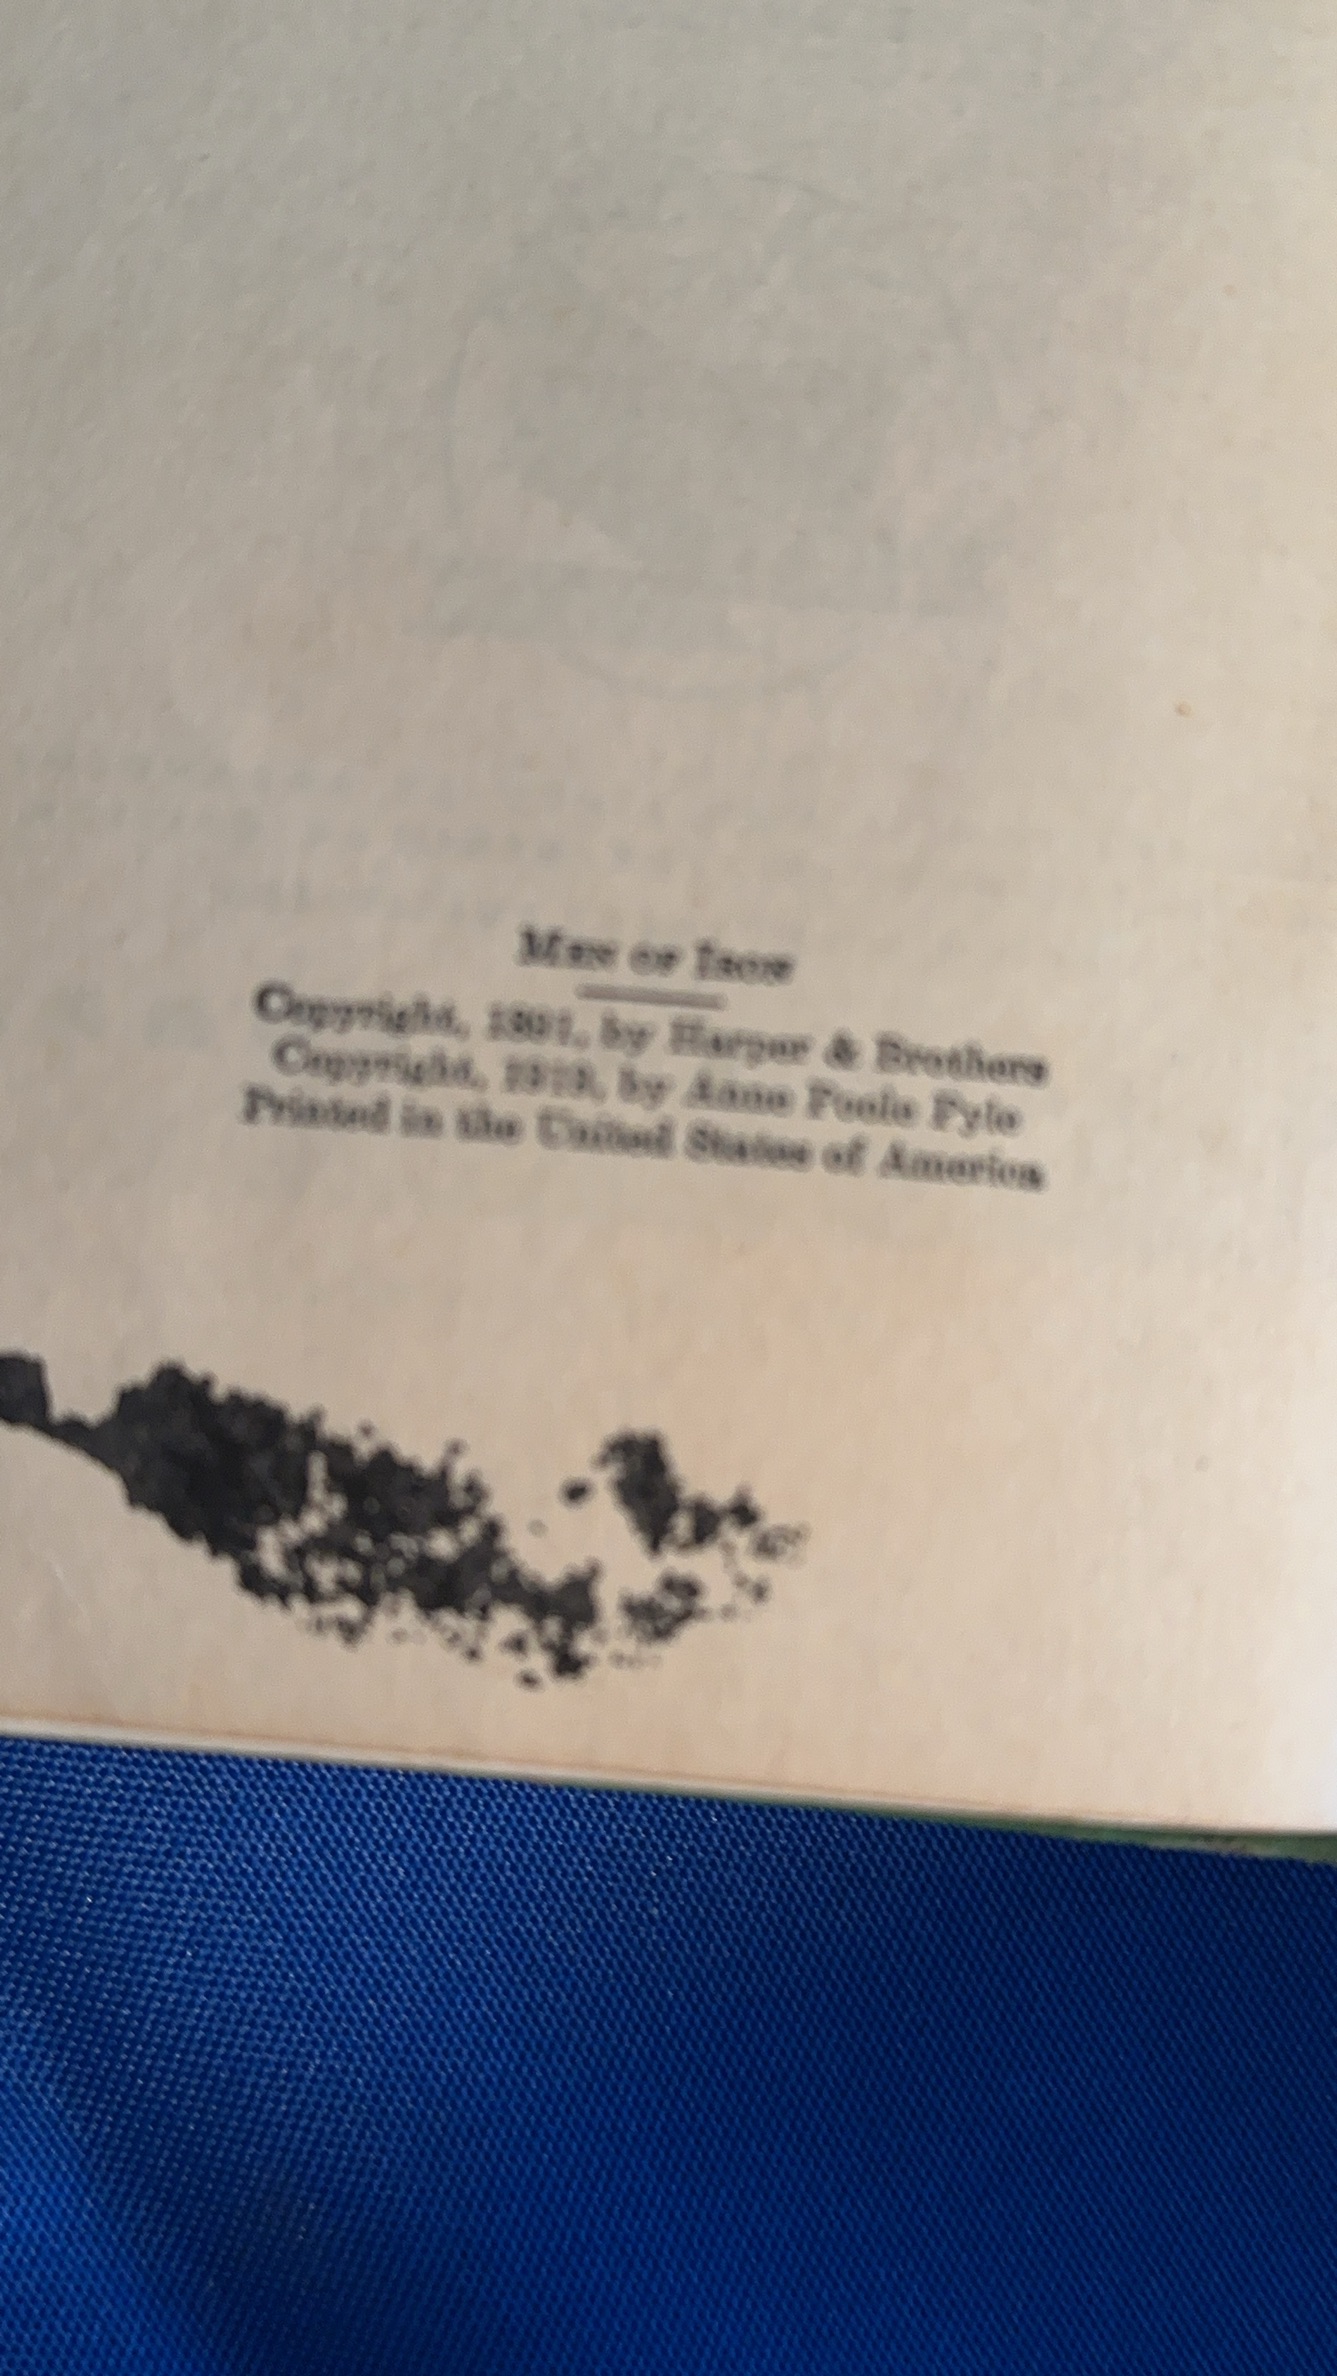 Men of Iron
Copyright, 1891, by Harper & Brothers
Copyright, 1919, by Anne Poole Pyle
Printed in the United States of America